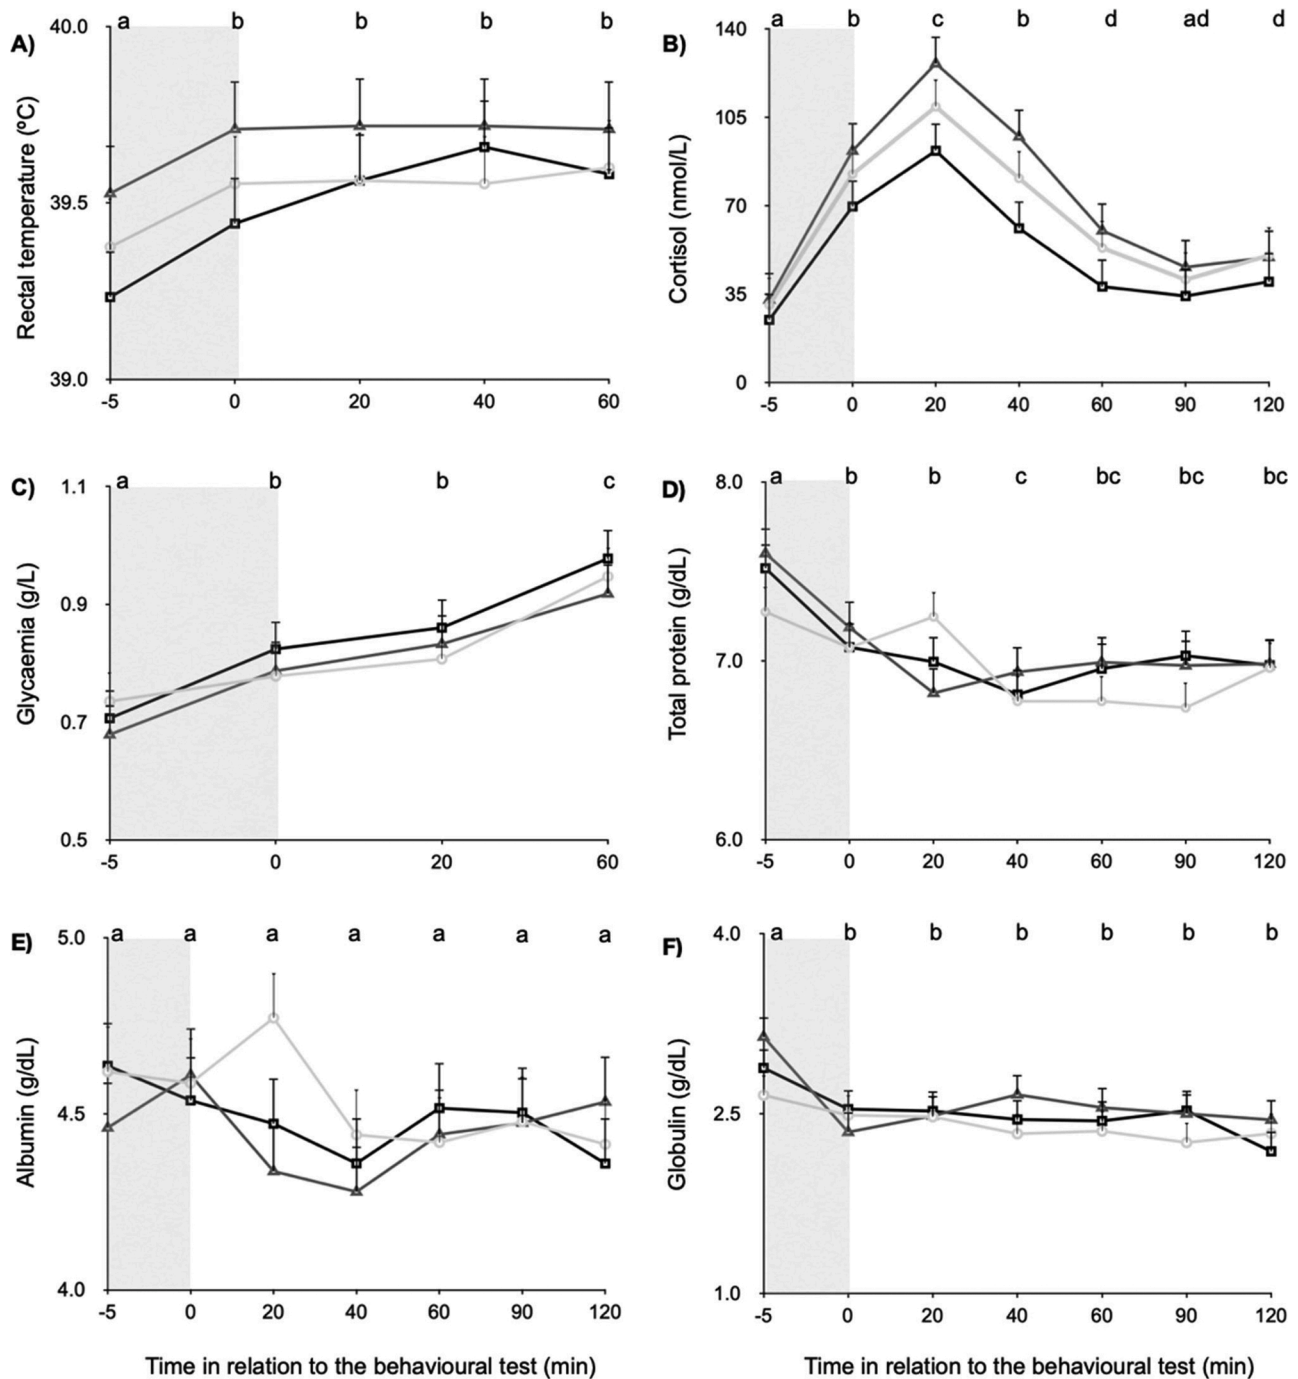 A)
a b b b b
Rectal temperature (ºC)
40.0
39.5
39.0
-5 0 20 40 60
B)
a b c b d ad d
Cortisol (nmol/L)
140
105
70
35
0
-5 0 20 40 60 90 120
C)
a b b c
Glycaemia (g/L)
1.1
0.9
0.7
0.5
-5 0 20 60
D)
a b b c bc bc bc
Total protein (g/dL)
8.0
7.0
6.0
-5 0 20 40 60 90 120
E)
a a a a a a a
Albumin (g/dL)
5.0
4.5
4.0
-5 0 20 40 60 90 120
Time in relation to the behavioural test (min)
F)
a b b b b b b
Globulin (g/dL)
4.0
2.5
1.0
-5 0 20 40 60 90 120
Time in relation to the behavioural test (min)